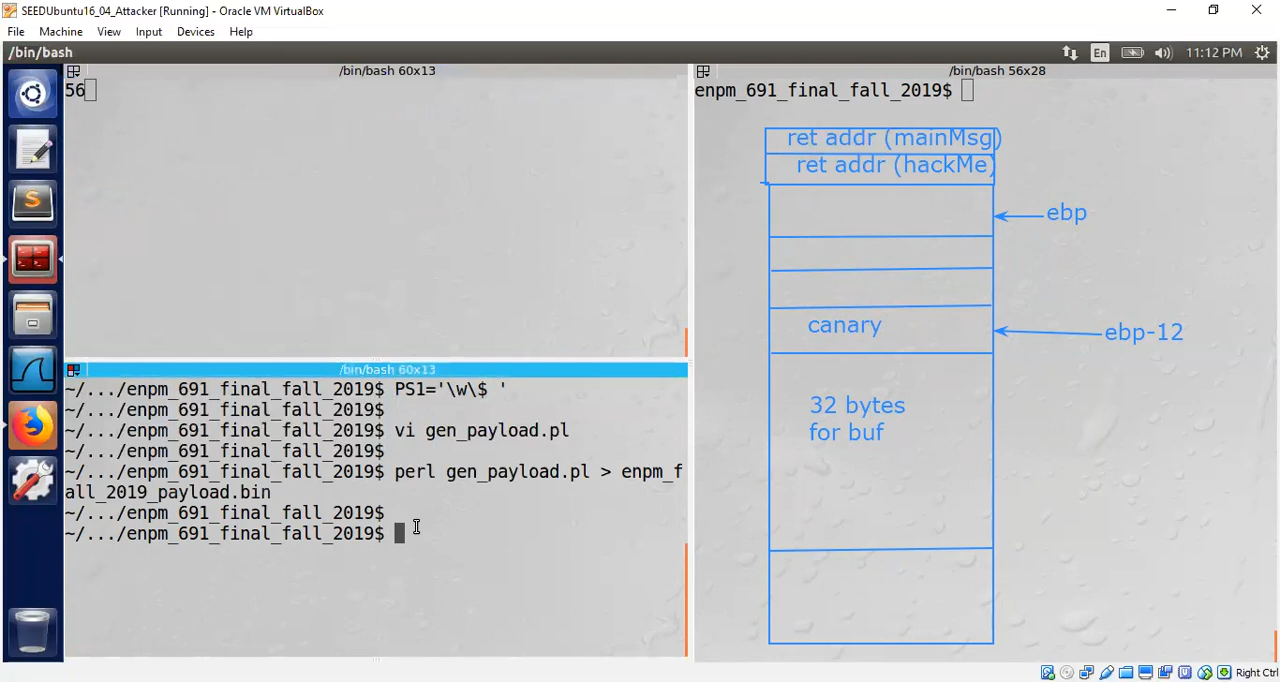 SEEDUbuntu16_04_Attacker [Running] - Oracle VM VirtualBox
File Machine View Input Devices Help
/bin/bash
En
11:12 PM
/bin/bash 60x13
56
/bin/bash 60x13
~/.../enpm_691_final_fall_2019$ PS1='\w\$ '
~/.../enpm_691_final_fall_2019$
~/.../enpm_691_final_fall_2019$ vi gen_payload.pl
~/.../enpm_691_final_fall_2019$
~/.../enpm_691_final_fall_2019$ perl gen_payload.pl > enpm_f
all_2019_payload.bin
~/.../enpm_691_final_fall_2019$
~/.../enpm_691_final_fall_2019$
/bin/bash 56x28
enpm_691_final_fall_2019$
ret addr (mainMsg)
ret addr (hackMe)
ebp
canary
ebp-12
32 bytes
for buf
Right Ctrl